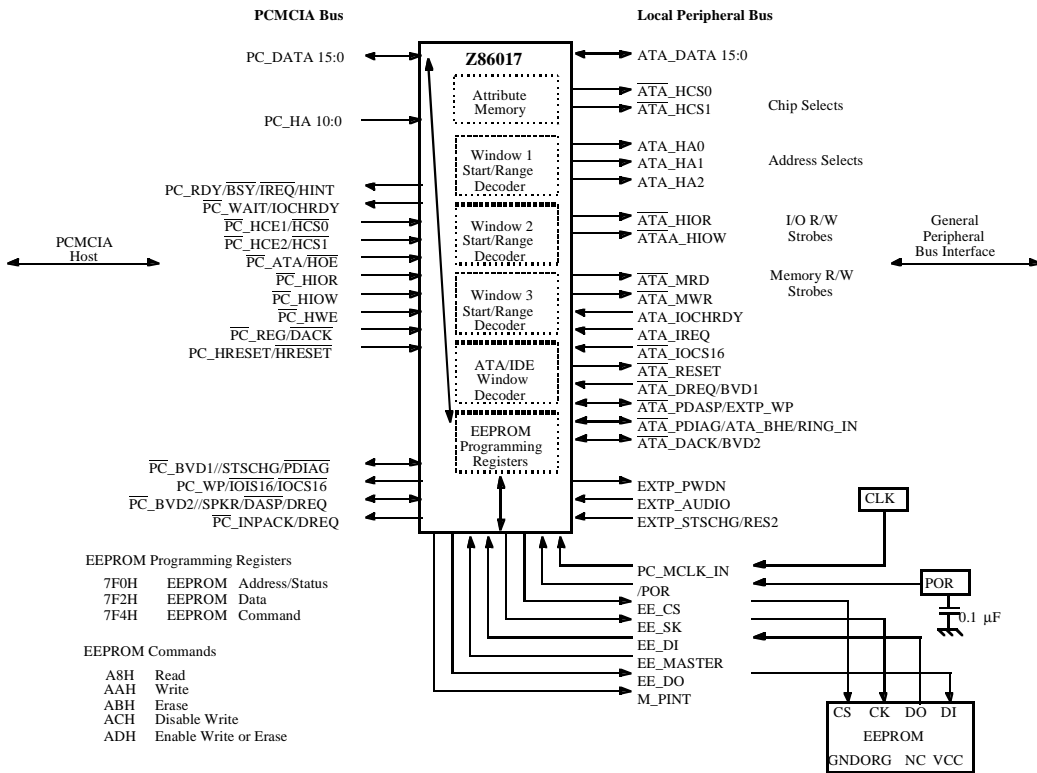 PCMCIA Bus
Local Peripheral Bus
Z86017
PC_DATA 15:0
PC_HA 10:0
PC_RDY/BSY/IREQ/HINT
PC_WAIT/IOCHRDY
PC_HCE1/HCS0
PC_HCE2/HCS1
PC_ATA/HOE
PC_HIOR
PC_HIOW
PC_HWE
PC_REG/DACK
PC_HRESET/HRESET
PCMCIA
Host
PC_BVD1//STSCHG/PDIAG
PC_WP/IOIS16/IOCS16
PC_BVD2//SPKR/DASP/DREQ
PC_INPACK/DREQ
Attribute
Memory
Window 1
Start/Range
Decoder
Window 2
Start/Range
Decoder
Window 3
Start/Range
Decoder
ATA/IDE
Window
Decoder
EEPROM
Programming
Registers
ATA_DATA 15:0
ATA_HCS0
ATA_HCS1
Chip Selects
ATA_HA0
ATA_HA1
ATA_HA2
Address Selects
ATA_HIOR
ATAA_HIOW
I/O R/W
Strobes
ATA_MRD
ATA_MWR
Memory R/W
Strobes
General
Peripheral
Bus Interface
ATA_IOCHRDY
ATA_IREQ
ATA_IOCS16
ATA_RESET
ATA_DREQ/BVD1
ATA_PDASP/EXTP_WP
ATA_PDIAG/ATA_BHE/RING_IN
ATA_DACK/BVD2
EXTP_PWDN
EXTP_AUDIO
EXTP_STSCHG/RES2
PC_MCLK_IN
/POR
EE_CS
EE_SK
EE_DI
EE_MASTER
EE_DO
M_PINT
CLK
POR
0.1 µF
CS CK DO DI
EEPROM
GNDORG NC VCC
EEPROM Programming Registers
7F0H EEPROM Address/Status
7F2H EEPROM Data
7F4H EEPROM Command
EEPROM Commands
A8H Read
AAH Write
ABH Erase
ACH Disable Write
ADH Enable Write or Erase